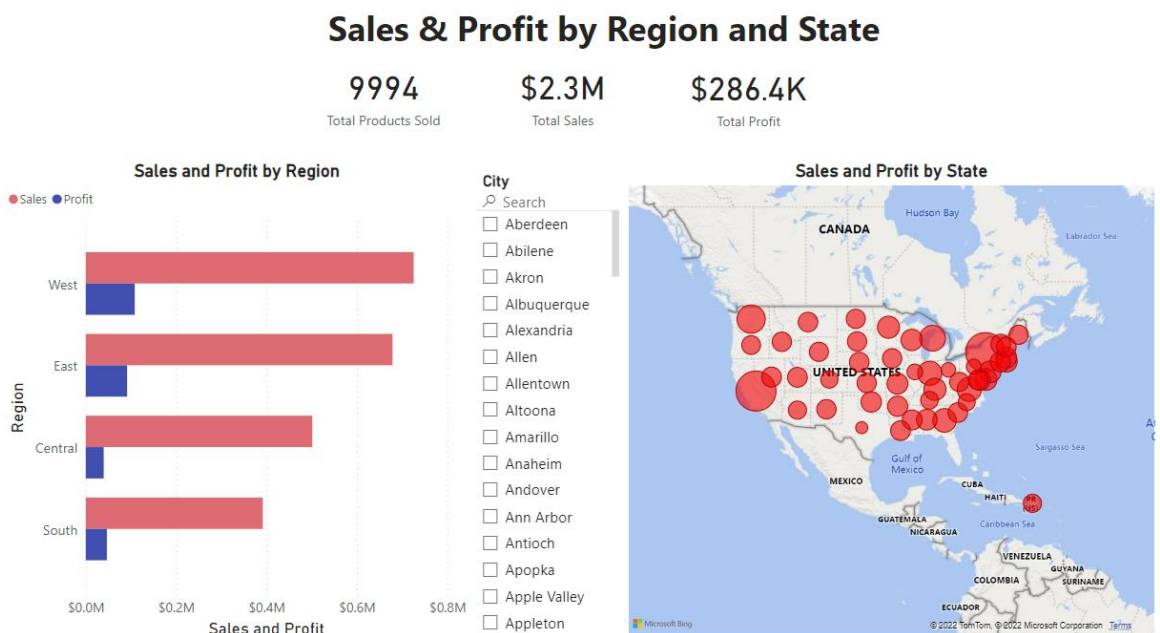 Sales & Profit by Region and State
9994
Total Products Sold
$2.3M
Total Sales
$286.4K
Total Profit
Sales and Profit by Region
Sales
Profit
Region
West
East
Central
South
$0.0M
$0.2M
$0.4M
$0.6M
$0.8M
Sales and Profit
City
Search
Aberdeen
Abilene
Akron
Albuquerque
Alexandria
Allen
Allentown
Altoona
Amarillo
Anaheim
Andover
Ann Arbor
Antioch
Apopka
Apple Valley
Appleton
Sales and Profit by State
Hudson Bay
CANADA
Labrador Sea
UNITED STATES
Sargasso Sea
Gulf of
Mexico
MEXICO
CUBA
HAITI
PR
(US)
GUATEMALA
NICARAGUA
Caribbean Sea
VENEZUELA
GUYANA
COLOMBIA
SURINAME
ECUADOR
Microsoft Bing
© 2022 TomTom, © 2022 Microsoft Corporation
Terms